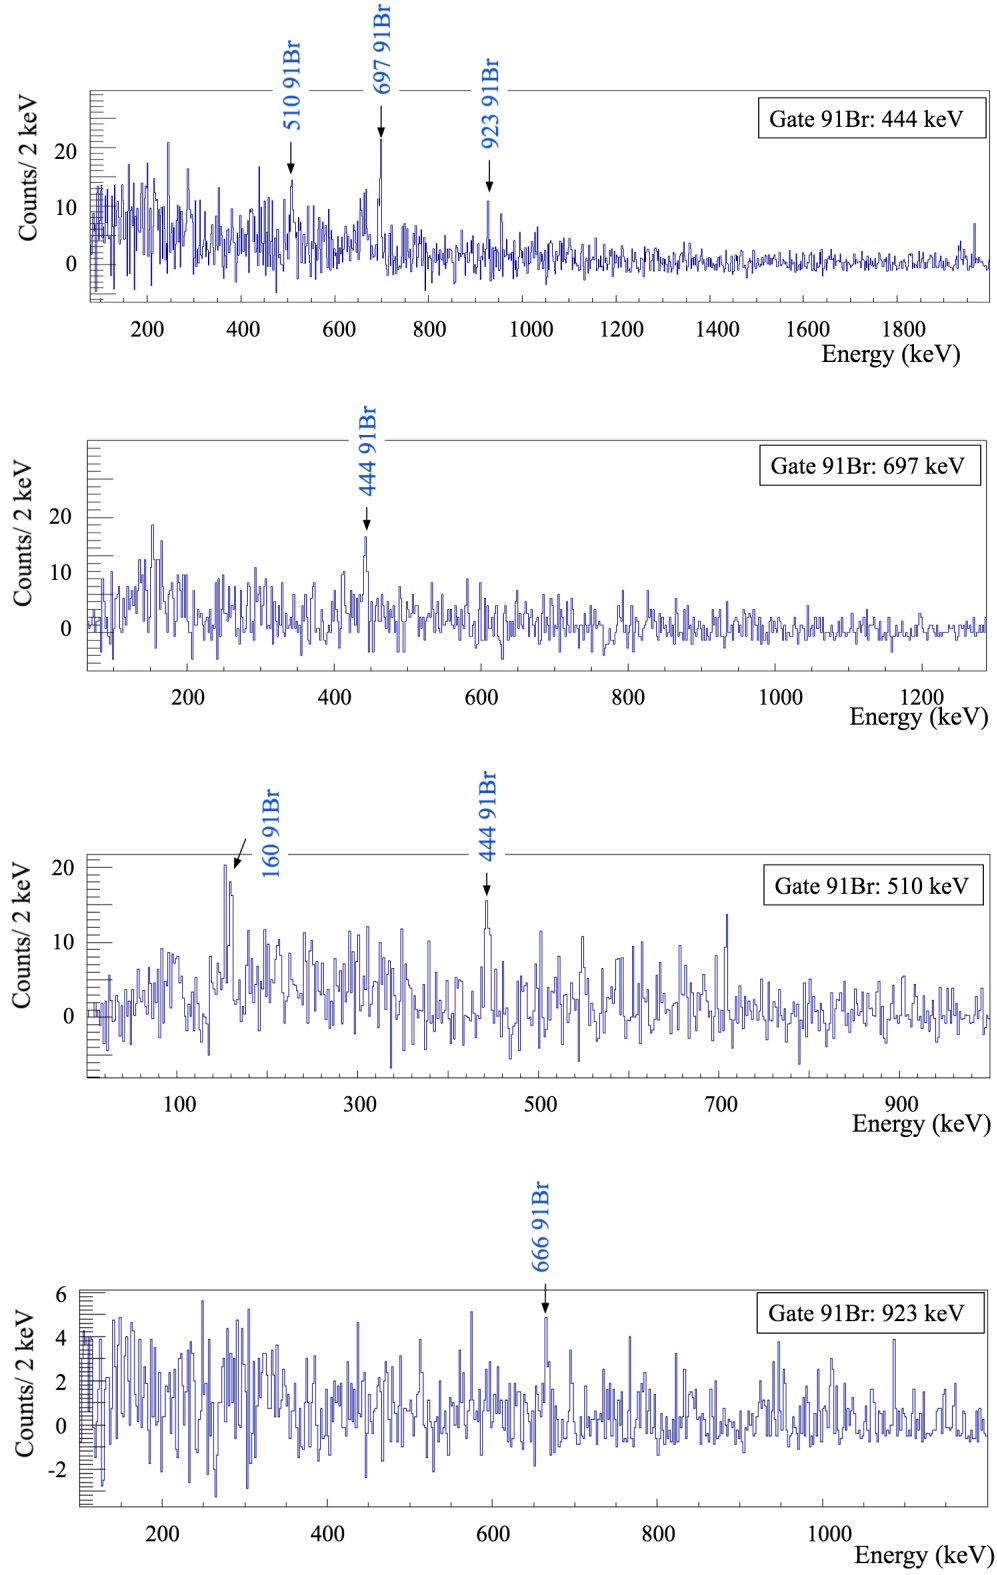 510 91Br
697 91Br
923 91Br
Gate 91Br: 444 keV
Counts/ 2 keV
20
10
0
200 400 600 800 1000 1200 1400 1600 1800
Energy (keV)
444 91Br
Gate 91Br: 697 keV
Counts/ 2 keV
20
10
0
200 400 600 800 1000 1200
Energy (keV)
160 91Br
444 91Br
Gate 91Br: 510 keV
Counts/ 2 keV
20
10
0
100 300 500 700 900
Energy (keV)
666 91Br
Gate 91Br: 923 keV
Counts/ 2 keV
6
4
2
0
-2
200 400 600 800 1000
Energy (keV)